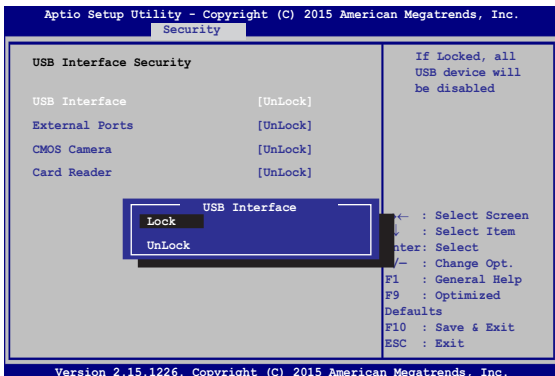 Aptio Setup Utility - Copyright (C) 2015 American Megatrends, Inc.
Security
USB Interface Security
USB Interface [UnLock]
External Ports [UnLock]
CMOS Camera [UnLock]
Card Reader [UnLock]
USB Interface
Lock
UnLock
If Locked, all
USB device will
be disabled
→← : Select Screen
↓ : Select Item
nter: Select
/— : Change Opt.
F1 : General Help
F9 : Optimized
Defaults
F10 : Save & Exit
ESC : Exit
Version 2.15.1226. Copyright (C) 2015 American Megatrends, Inc.